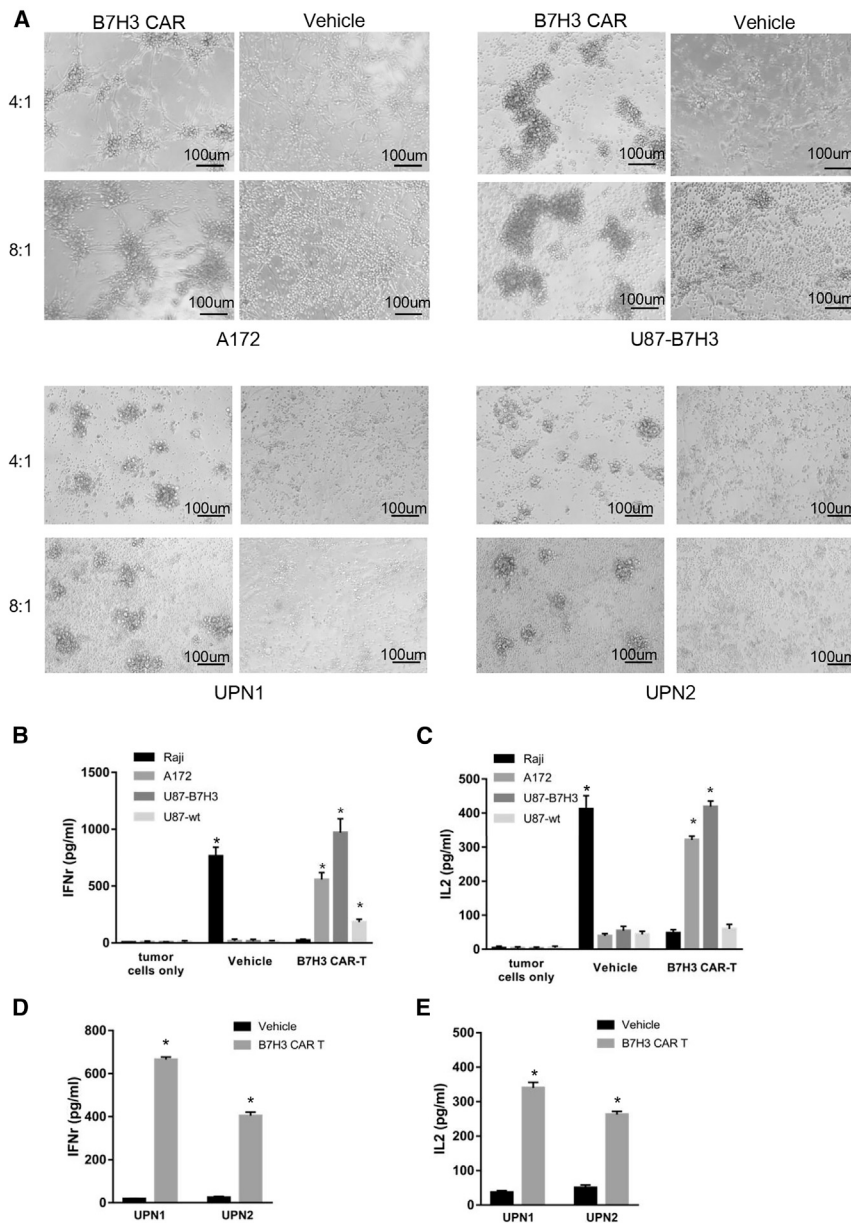 A
B7H3 CAR Vehicle B7H3 CAR Vehicle
4:1
100um 100um 100um 100um
8:1
100um 100um 100um 100um
A172 U87-B7H3
4:1
100um 100um 100um 100um
8:1
100um 100um 100um 100um
UPN1 UPN2
B
Raji
A172
U87-B7H3
U87-wt
IFNr (pg/ml)
1500
1000
500
0
* * * *
tumor cells only Vehicle B7H3 CAR-T
C
Raji
A172
U87-B7H3
U87-wt
IL2 (pg/ml)
500
400
300
200
100
0
* * *
tumor cells only Vehicle B7H3 CAR-T
D
Vehicle
B7H3 CAR T
IFNr (pg/ml)
800
600
400
200
0
* *
UPN1 UPN2
E
Vehicle
B7H3 CAR T
IL2 (pg/ml)
500
400
300
200
100
0
* *
UPN1 UPN2